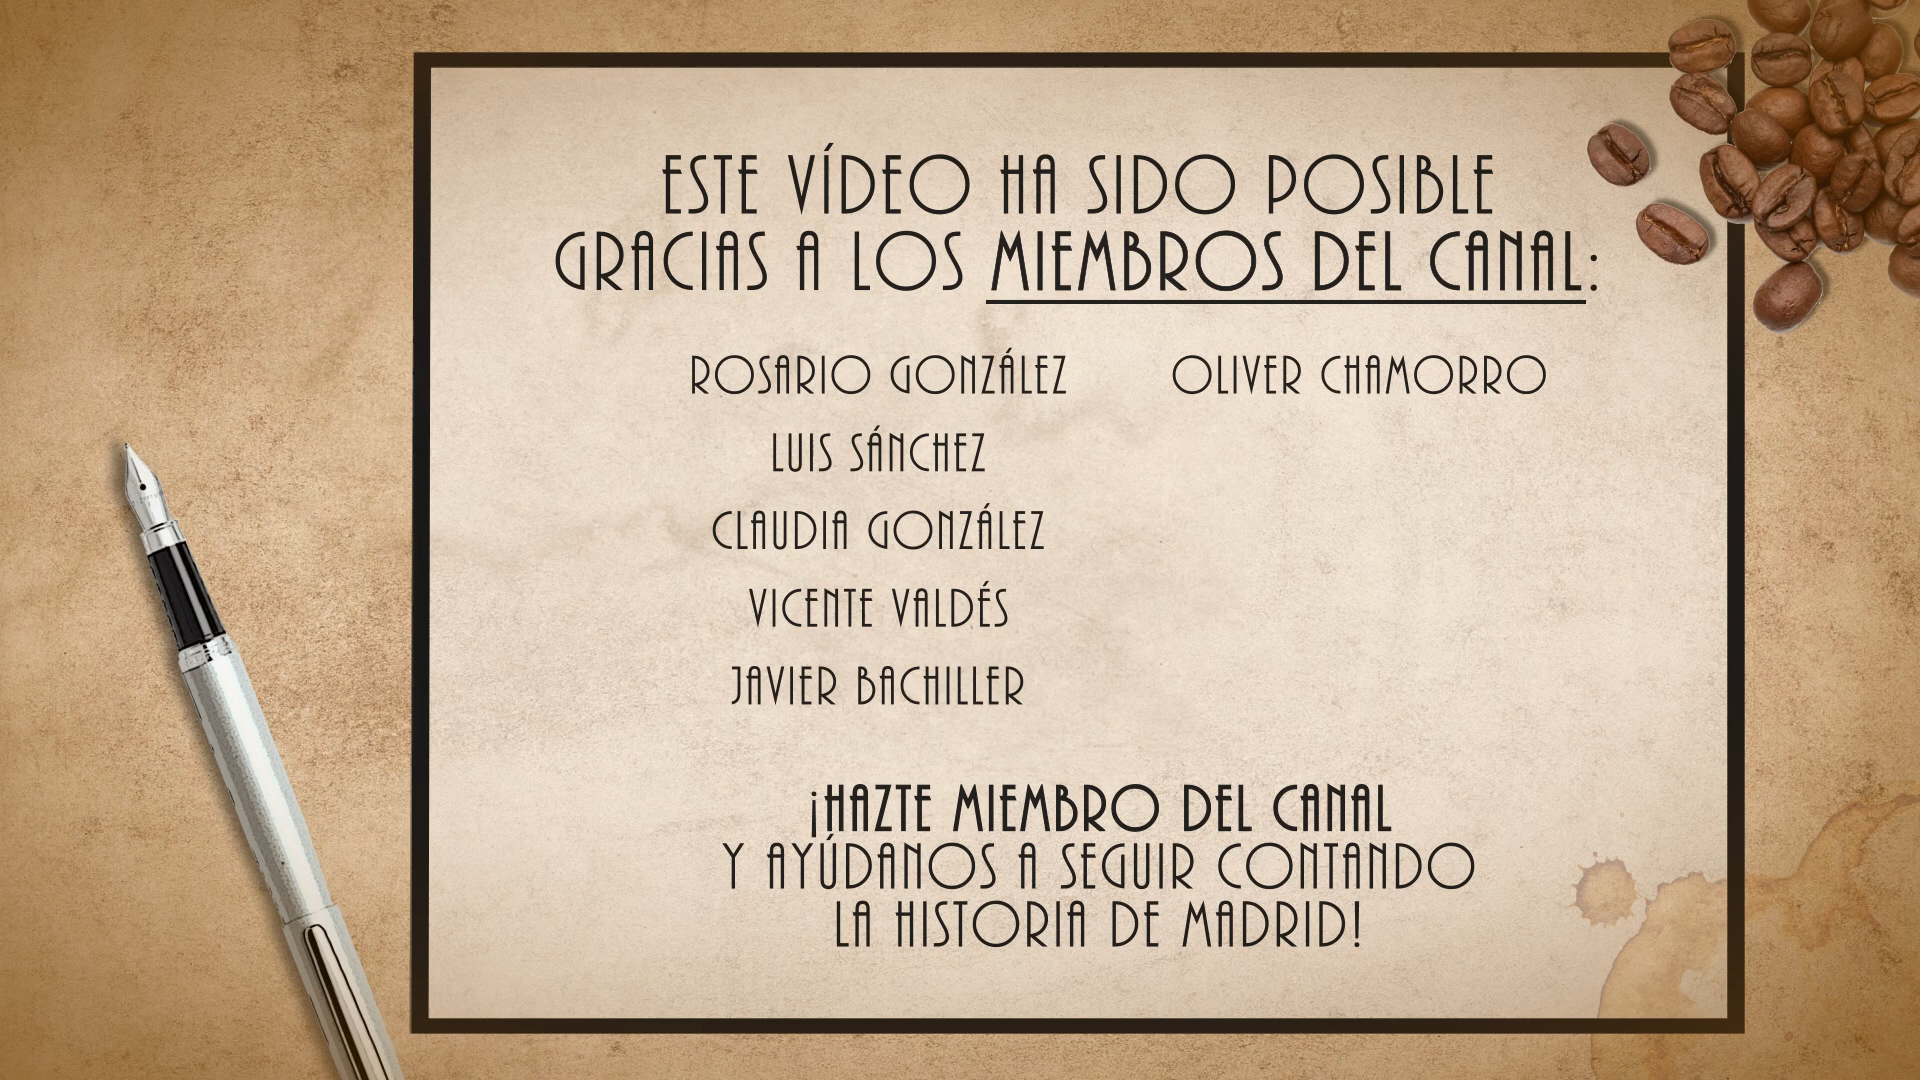 ESTE VÍDEO HA SIDO POSIBLE
GRACIAS A LOS MIEMBROS DEL CANAL:
ROSARIO GONZÁLEZ
LUIS SÁNCHEZ
CLAUDIA GONZÁLEZ
VICENTE VALDÉS
JAVIER BACHILLER
OLIVER CHAMORRO
¡HAZTE MIEMBRO DEL CANAL
Y AYÚDANOS A SEGUIR CONTANDO
LA HISTORIA DE MADRID!